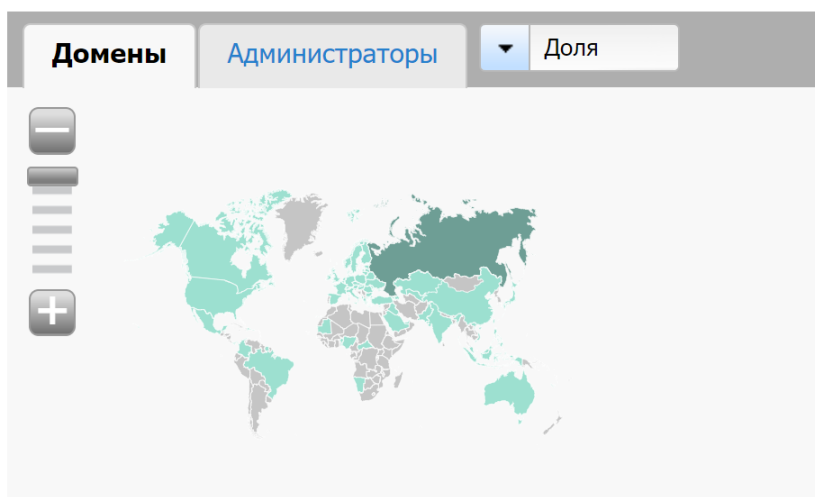 Домены
Администраторы
Доля